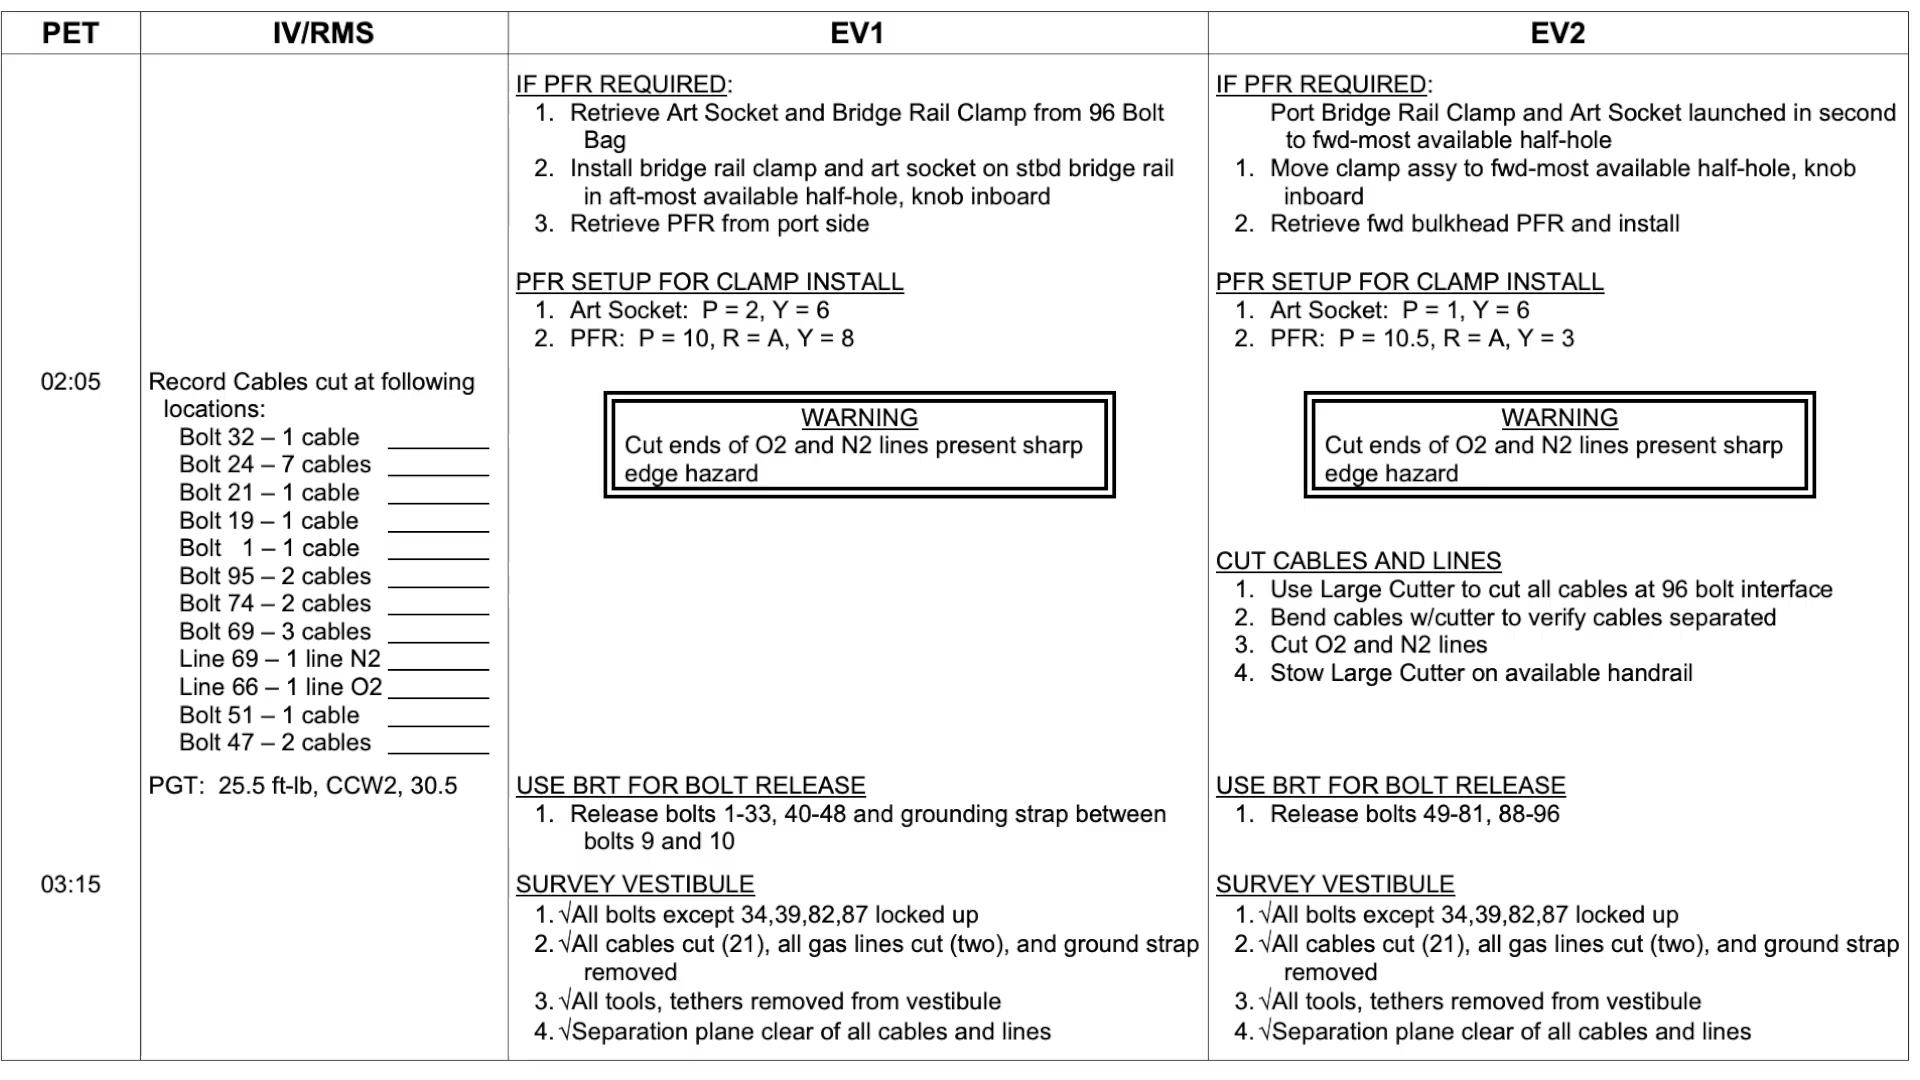 PET
IV/RMS
EV1
EV2
IF PFR REQUIRED:
1. Retrieve Art Socket and Bridge Rail Clamp from 96 Bolt
Bag
2. Install bridge rail clamp and art socket on stbd bridge rail
in aft-most available half-hole, knob inboard
3. Retrieve PFR from port side
PFR SETUP FOR CLAMP INSTALL
1. Art Socket: P = 2, Y = 6
2. PFR: P = 10, R = A, Y = 8
IF PFR REQUIRED:
Port Bridge Rail Clamp and Art Socket launched in second
to fwd-most available half-hole
1. Move clamp assy to fwd-most available half-hole, knob
inboard
2. Retrieve fwd bulkhead PFR and install
PFR SETUP FOR CLAMP INSTALL
1. Art Socket: P = 1, Y = 6
2. PFR: P = 10.5, R = A, Y = 3
02:05
Record Cables cut at following
locations:
Bolt 32 – 1 cable ________
Bolt 24 – 7 cables ________
Bolt 21 – 1 cable ________
Bolt 19 – 1 cable ________
Bolt 1 – 1 cable ________
Bolt 95 – 2 cables ________
Bolt 74 – 2 cables ________
Bolt 69 – 3 cables ________
Line 69 – 1 line N2 ________
Line 66 – 1 line O2 ________
Bolt 51 – 1 cable ________
Bolt 47 – 2 cables ________
WARNING
Cut ends of O2 and N2 lines present sharp
edge hazard
WARNING
Cut ends of O2 and N2 lines present sharp
edge hazard
CUT CABLES AND LINES
1. Use Large Cutter to cut all cables at 96 bolt interface
2. Bend cables w/cutter to verify cables separated
3. Cut O2 and N2 lines
4. Stow Large Cutter on available handrail
PGT: 25.5 ft-lb, CCW2, 30.5
USE BRT FOR BOLT RELEASE
1. Release bolts 1-33, 40-48 and grounding strap between
bolts 9 and 10
USE BRT FOR BOLT RELEASE
1. Release bolts 49-81, 88-96
03:15
SURVEY VESTIBULE
1. √All bolts except 34,39,82,87 locked up
2. √All cables cut (21), all gas lines cut (two), and ground strap
removed
3. √All tools, tethers removed from vestibule
4. √Separation plane clear of all cables and lines
SURVEY VESTIBULE
1. √All bolts except 34,39,82,87 locked up
2. √All cables cut (21), all gas lines cut (two), and ground strap
removed
3. √All tools, tethers removed from vestibule
4. √Separation plane clear of all cables and lines